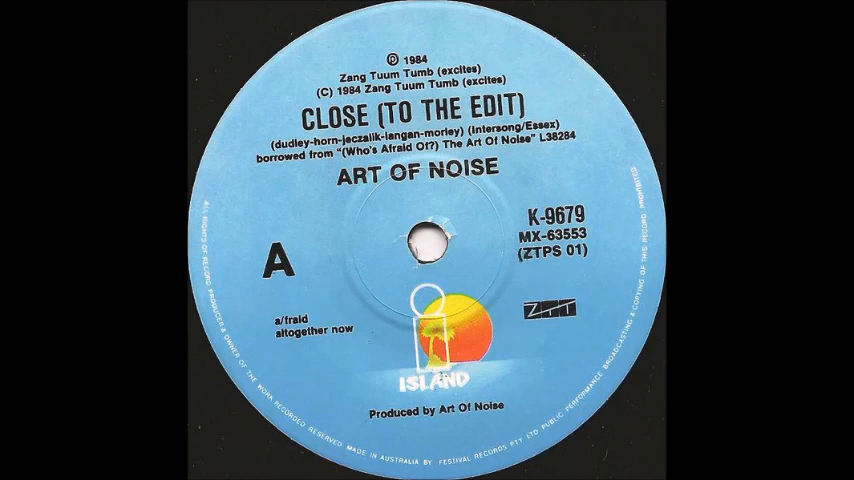 ℗ 1984
Zang Tuum Tumb (excites)
(C) 1984 Zang Tuum Tumb (excites)
CLOSE (TO THE EDIT)
(dudley-horn-jeczalik-langan-morley) (Intersong/Essex)
borrowed from "(Who's Afraid Of?) The Art Of Noise" L38284
ART OF NOISE
K-9679
MX-63553
(ZTPS 01)
A
ZTT
a/fraid
altogether now
ISLAND
Produced by Art Of Noise
ALL RIGHTS OF RECORD PRODUCER & OWNER OF THE WORK RECORDED RESERVED MADE IN AUSTRALIA BY FESTIVAL RECORDS PTY LTD PUBLIC PERFORMANCE BROADCASTING & COPYING OF THIS RECORD PROHIBITED